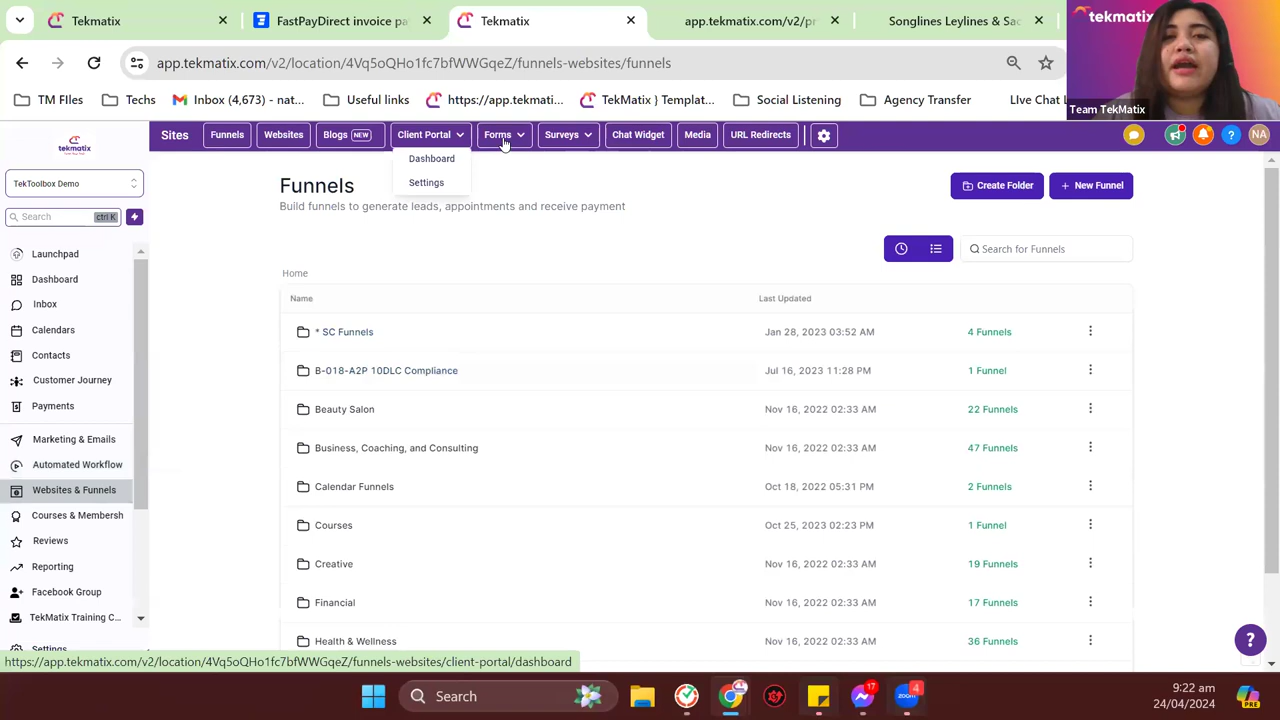 Tekmatix
FastPayDirect invoice pa
Tekmatix
app.tekmatix.com/v2/pr
Songlines Leylines & Sac
tekmatix
app.tekmatix.com/v2/location/4Vq5oQHo1fc7bfWWGqeZ/funnels-websites/funnels
TM FIles
Techs
Inbox (4,673) – nat...
Useful links
https://app.tekmati...
TekMatix } Templat...
Social Listening
Agency Transfer
LIve Chat L
Team TekMatix
tekmatix
Sites
Funnels
Websites
Blogs NEW
Client Portal
Forms
Surveys
Chat Widget
Media
URL Redirects
NA
Dashboard
Settings
TekToolbox Demo
Search
ctrl K
Launchpad
Dashboard
Inbox
Calendars
Contacts
Customer Journey
Payments
Marketing & Emails
Automated Workflow
Websites & Funnels
Courses & Membersh
Reviews
Reporting
Facebook Group
TekMatix Training C...
Settings
Funnels
Build funnels to generate leads, appointments and receive payment
Create Folder
+ New Funnel
Search for Funnels
Home
Name Last Updated
* SC Funnels Jan 28, 2023 03:52 AM 4 Funnels
B-018-A2P 10DLC Compliance Jul 16, 2023 11:28 PM 1 Funnel
Beauty Salon Nov 16, 2022 02:33 AM 22 Funnels
Business, Coaching, and Consulting Nov 16, 2022 02:33 AM 47 Funnels
Calendar Funnels Oct 18, 2022 05:31 PM 2 Funnels
Courses Oct 25, 2023 02:23 PM 1 Funnel
Creative Nov 16, 2022 02:33 AM 19 Funnels
Financial Nov 16, 2022 02:33 AM 17 Funnels
Health & Wellness Nov 16, 2022 02:33 AM 36 Funnels
https://app.tekmatix.com/v2/location/4Vq5oQHo1fc7bfWWGqeZ/funnels-websites/client-portal/dashboard
Search
17
zoom
4
9:22 am
24/04/2024
PRE